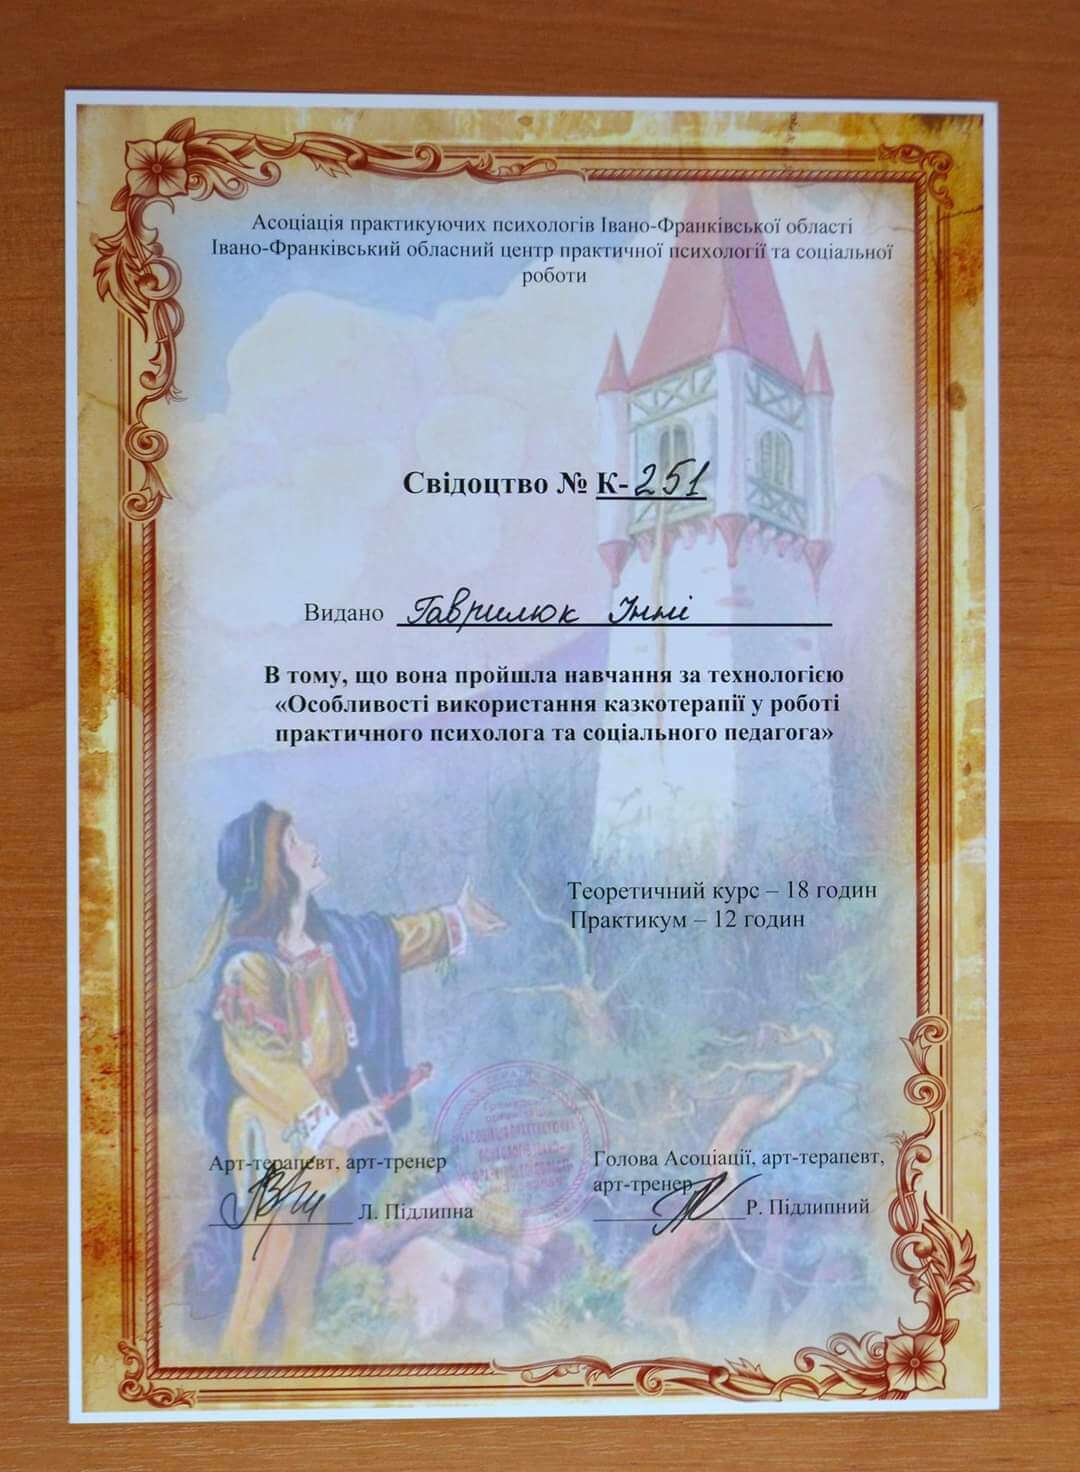 Асоціація практикуючих психологів Івано-Франківської області
Івано-Франківський обласний центр практичної психології та соціальної
роботи
Свідоцтво № К-251
Видано Гаврилюк Інні
В тому, що вона пройшла навчання за технологією
«Особливості використання казкотерапії у роботі
практичного психолога та соціального педагога»
Теоретичний курс – 18 годин
Практикум – 12 годин
Арт-терапевт, арт-тренер
Л. Підлипна
Голова Асоціації, арт-терапевт,
арт-тренер
Р. Підлипний